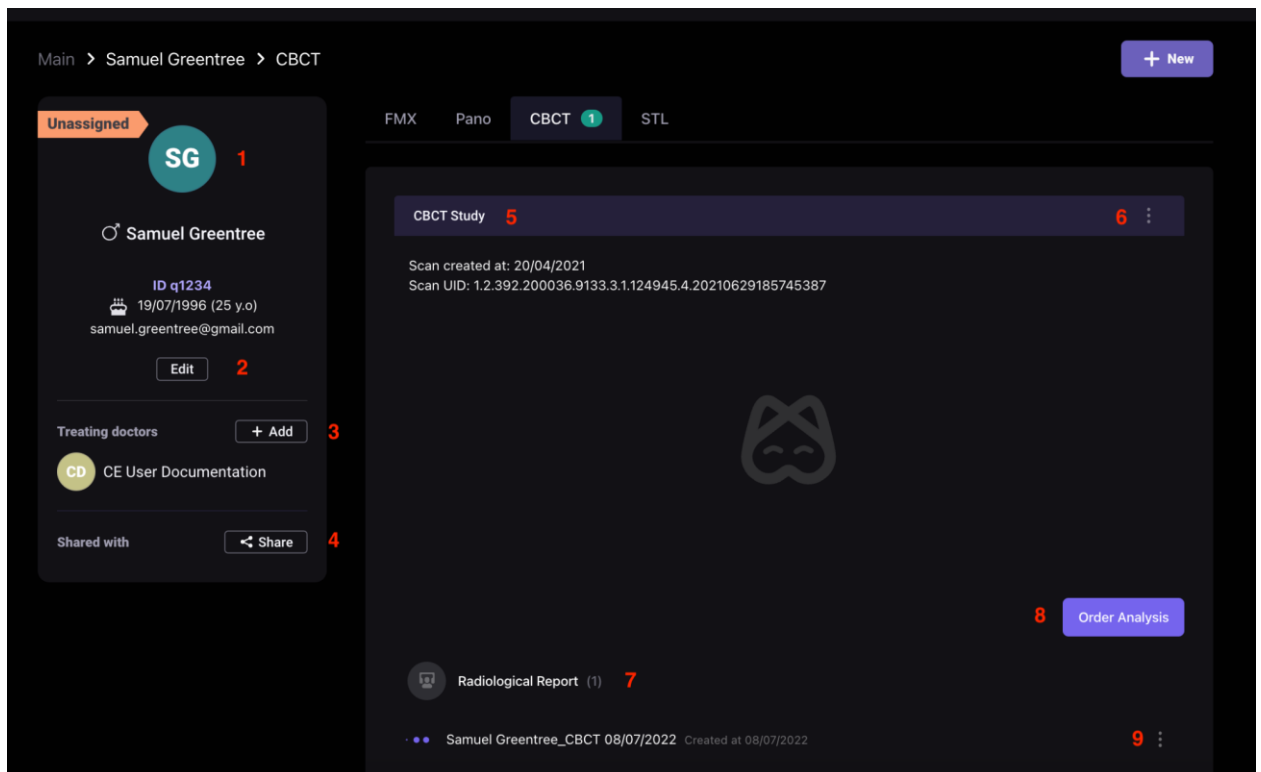 Main > Samuel Greentree > CBCT
+ New
Unassigned
SG 1
Samuel Greentree
ID q1234
19/07/1996 (25 y.o)
samuel.greentree@gmail.com
Edit 2
Treating doctors + Add 3
CD CE User Documentation
Shared with Share 4
FMX Pano CBCT 1 STL
CBCT Study 5 6
Scan created at: 20/04/2021
Scan UID: 1.2.392.200036.9133.3.1.124945.4.20210629185745387
8 Order Analysis
Radiological Report (1) 7
Samuel Greentree_CBCT 08/07/2022 Created at 08/07/2022 9